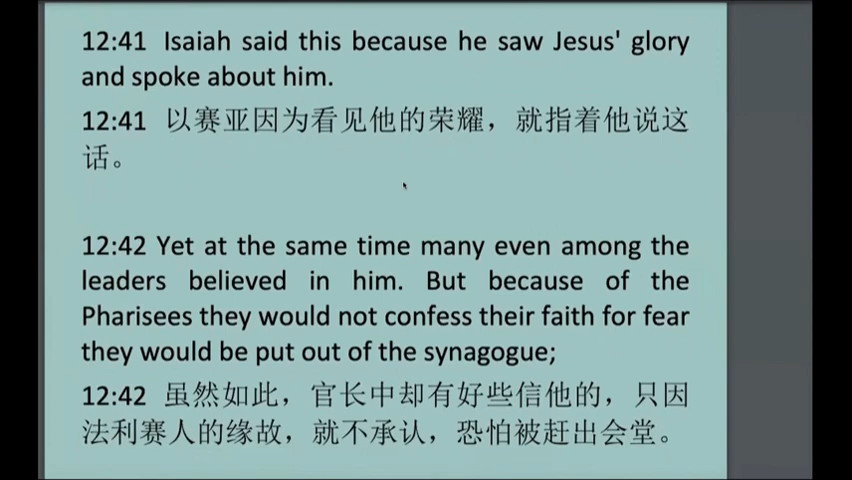 12:41 Isaiah said this because he saw Jesus' glory
and spoke about him.
12:41 以赛亚因为看见他的荣耀，就指着他说这
话。
12:42 Yet at the same time many even among the
leaders believed in him. But because of the
Pharisees they would not confess their faith for fear
they would be put out of the synagogue;
12:42 虽然如此，官长中却有好些信他的，只因
法利赛人的缘故，就不承认，恐怕被赶出会堂。